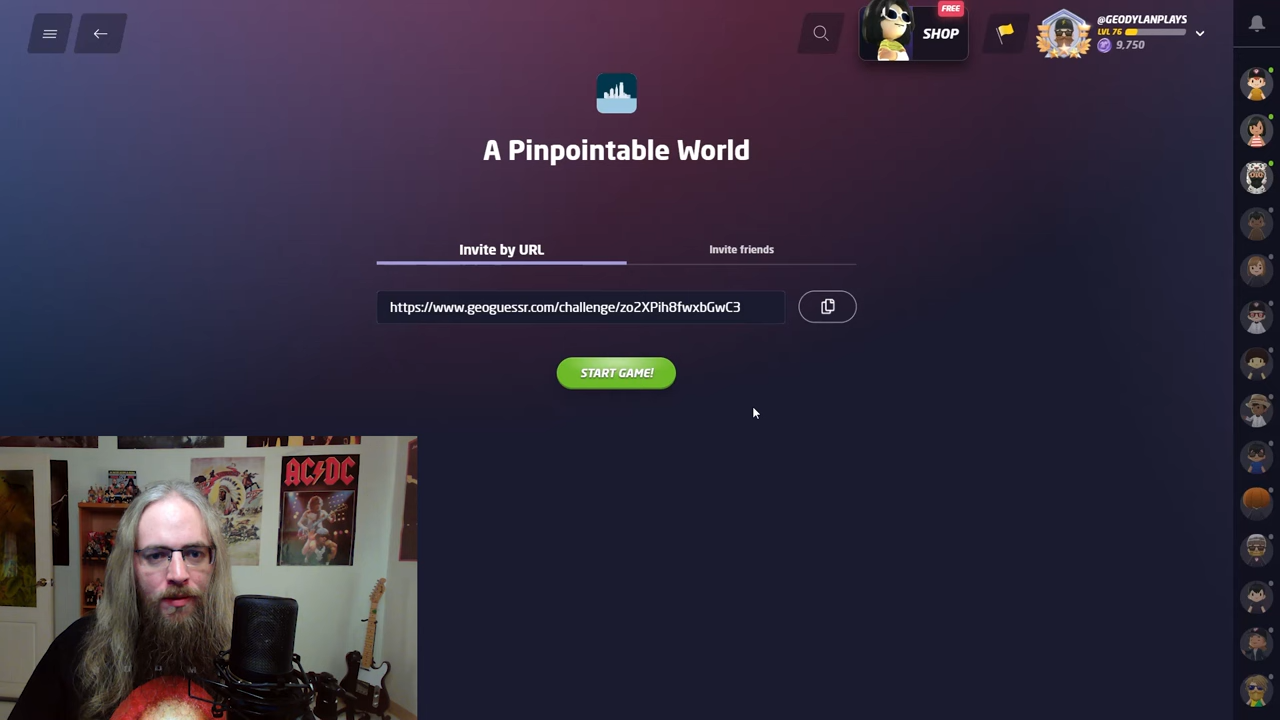 FREE
SHOP
@GEODYLANPLAYS
LVL 76
9,750
A Pinpointable World
Invite by URL
Invite friends
https://www.geoguessr.com/challenge/zo2XPih8fwxbGwC3
START GAME!
AC/DC